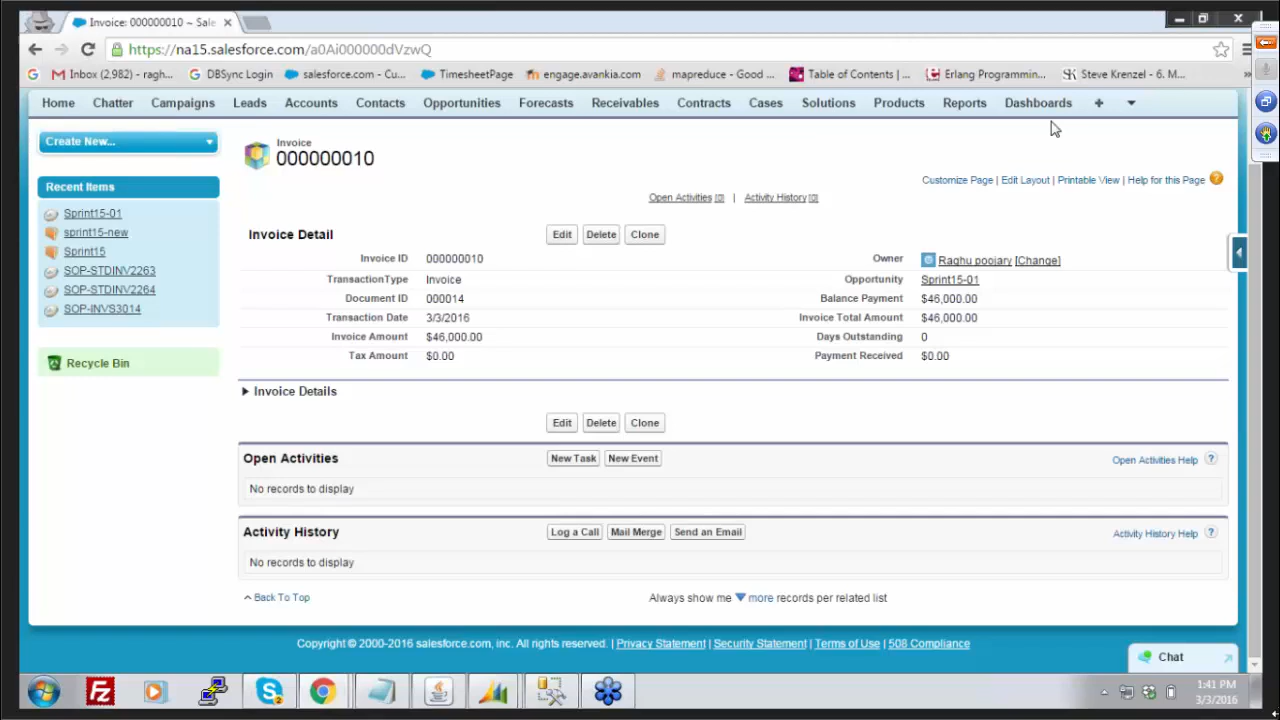 Invoice: 000000010 ~ Sale
https://na15.salesforce.com/a0Ai000000dVzwQ
Inbox (2,982) - ragh... DBSync Login salesforce.com - Cu... TimesheetPage engage.avankia.com mapreduce - Good ... Table of Contents | ... Erlang Programmin... Steve Krenzel - 6. M... »
Home Chatter Campaigns Leads Accounts Contacts Opportunities Forecasts Receivables Contracts Cases Solutions Products Reports Dashboards +
Create New...
Recent Items
Sprint15-01
sprint15-new
Sprint15
SOP-STDINV2263
SOP-STDINV2264
SOP-INVS3014
Recycle Bin
Invoice
000000010
Customize Page | Edit Layout | Printable View | Help for this Page ?
Open Activities [0] | Activity History [0]
Invoice Detail Edit Delete Clone
Invoice ID 000000010 Owner Raghu poojary [Change]
TransactionType Invoice Opportunity Sprint15-01
Document ID 000014 Balance Payment $46,000.00
Transaction Date 3/3/2016 Invoice Total Amount $46,000.00
Invoice Amount $46,000.00 Days Outstanding 0
Tax Amount $0.00 Payment Received $0.00
Invoice Details
Edit Delete Clone
Open Activities New Task New Event Open Activities Help ?
No records to display
Activity History Log a Call Mail Merge Send an Email Activity History Help ?
No records to display
Back To Top Always show me more records per related list
Copyright © 2000-2016 salesforce.com, inc. All rights reserved. | Privacy Statement | Security Statement | Terms of Use | 508 Compliance
Chat
1:41 PM
3/3/2016